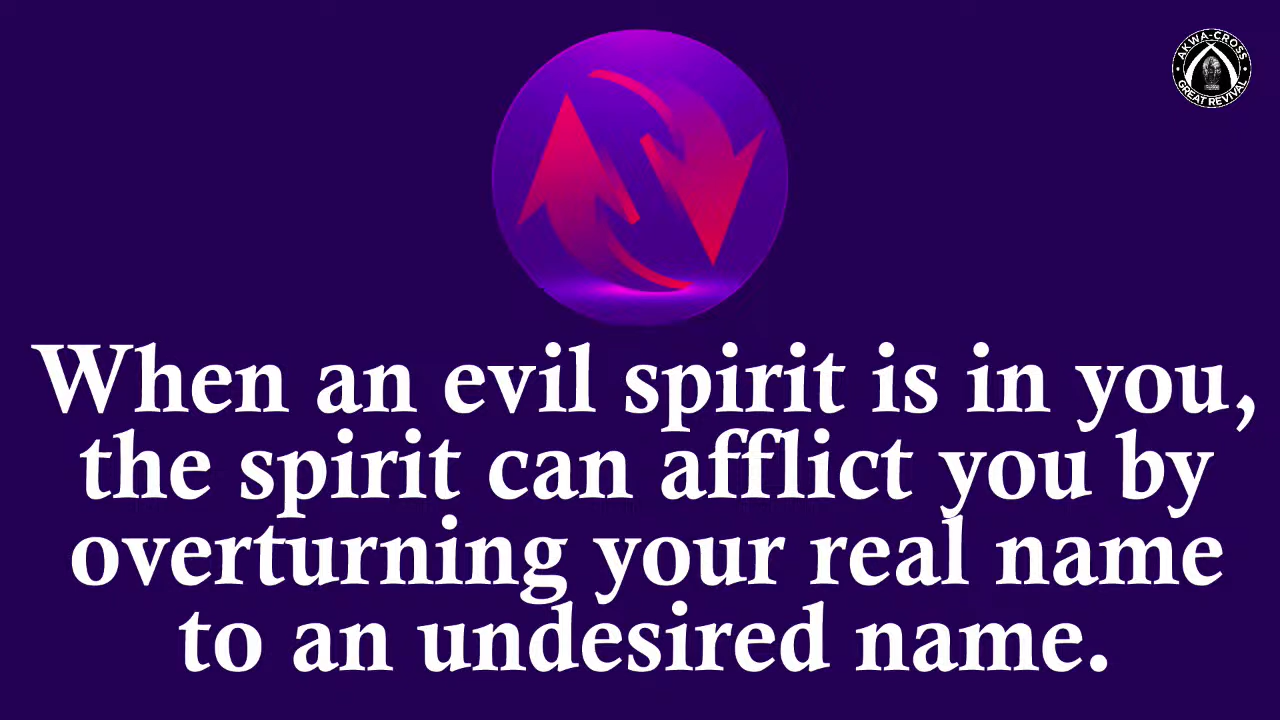 AKWA-CROSS
GREAT REVIVAL
When an evil spirit is in you,
the spirit can afflict you by
overturning your real name
to an undesired name.